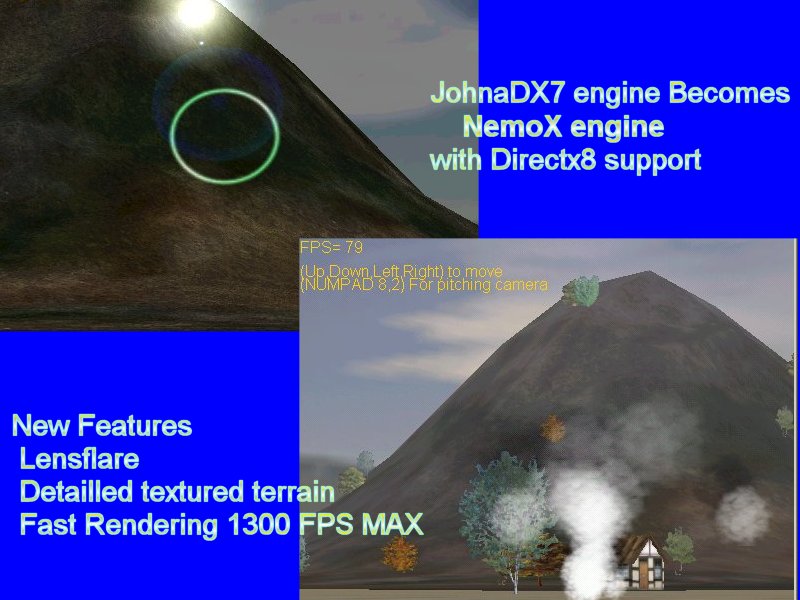 JohnaDX7 engine Becomes
NemoX engine
with Directx8 support
FPS= 79
(Up,Down,Left,Right) to move
(NUMPAD 8,2) For pitching camera
New Features
Lensflare
Detailled textured terrain
Fast Rendering 1300 FPS MAX